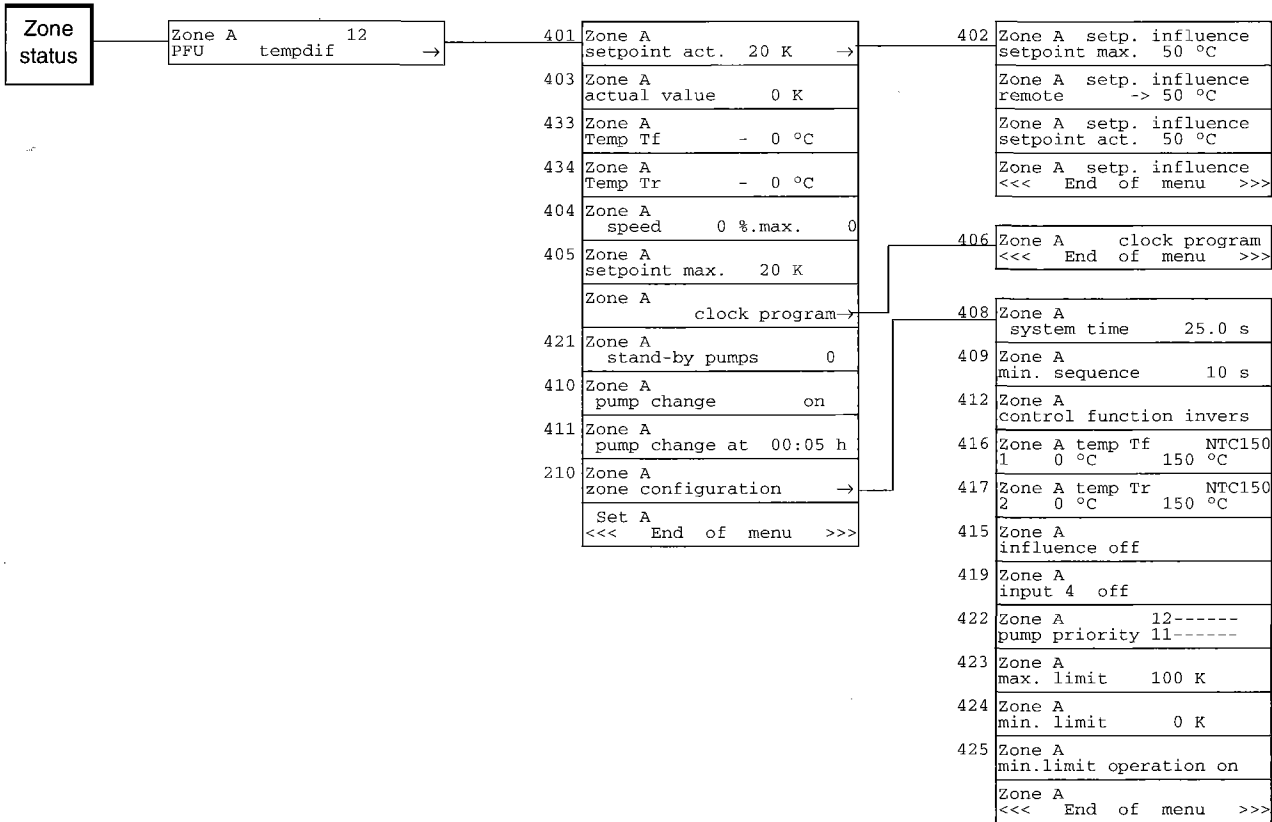 Zone
status
Zone A 12
PFU tempdif →
401 Zone A
setpoint act. 20 K →
403 Zone A
actual value 0 K
433 Zone A
Temp Tf - 0 °C
434 Zone A
Temp Tr - 0 °C
404 Zone A
speed 0 %.max. 0
405 Zone A
setpoint max. 20 K
Zone A
clock program→
421 Zone A
stand-by pumps 0
410 Zone A
pump change on
411 Zone A
pump change at 00:05 h
210 Zone A
zone configuration →
Set A
<<< End of menu >>>
402 Zone A setp. influence
setpoint max. 50 °C
Zone A setp. influence
remote -> 50 °C
Zone A setp. influence
setpoint act. 50 °C
Zone A setp. influence
<<< End of menu >>>
406 Zone A clock program
<<< End of menu >>>
408 Zone A
system time 25.0 s
409 Zone A
min. sequence 10 s
412 Zone A
control function invers
416 Zone A temp Tf NTC150
1 0 °C 150 °C
417 Zone A temp Tr NTC150
2 0 °C 150 °C
415 Zone A
influence off
419 Zone A
input 4 off
422 Zone A 12------
pump priority 11------
423 Zone A
max. limit 100 K
424 Zone A
min. limit 0 K
425 Zone A
min.limit operation on
Zone A
<<< End of menu >>>